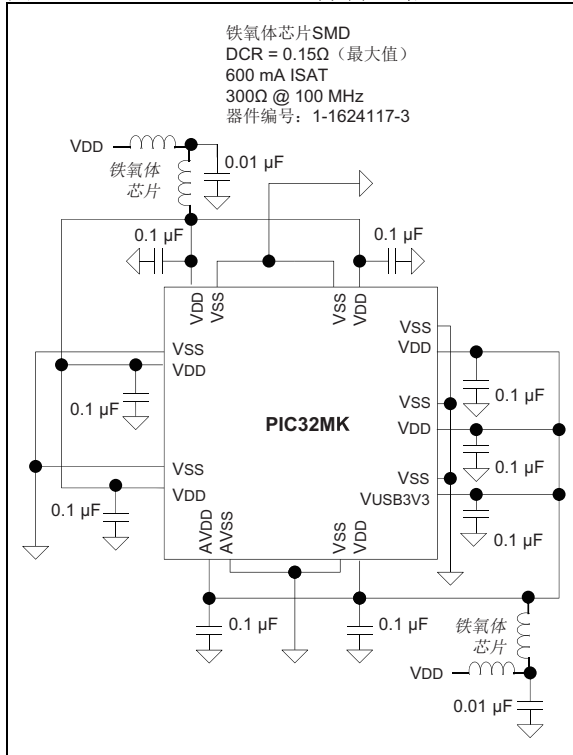 铁氧体芯片SMD
DCR = 0.15Ω（最大值）
600 mA ISAT
300Ω @ 100 MHz
器件编号：1-1624117-3
VDD
0.01 µF
铁氧体
芯片
0.1 µF
0.1 µF
VDD
VSS
VSS
VDD
VSS
VDD
VSS
VDD
0.1 µF
0.1 µF
VSS
VDD
PIC32MK
0.1 µF
VSS
VDD
VSS
VUSB3V3
0.1 µF
0.1 µF
AVDD
AVSS
VSS
VDD
0.1 µF
0.1 µF
铁氧体
芯片
VDD
0.01 µF